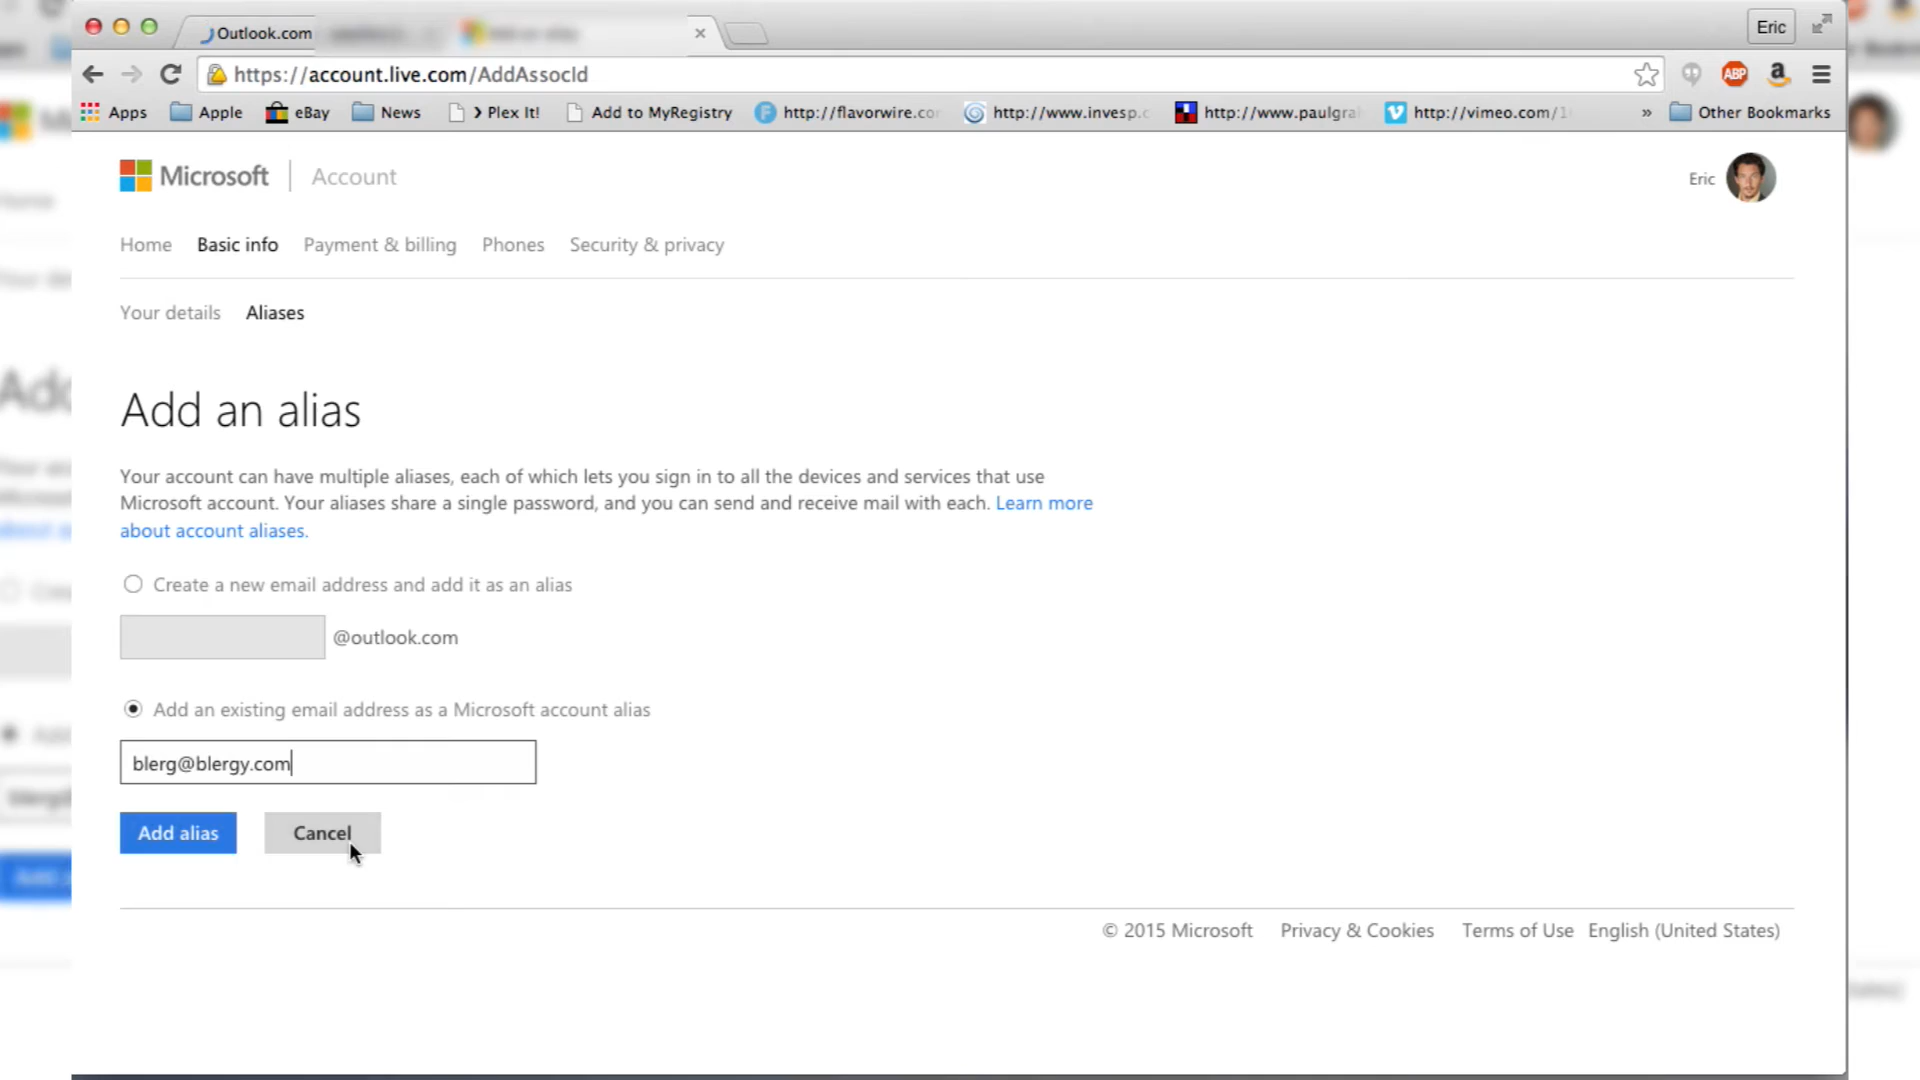 Outlook.com
Eric
https://account.live.com/AddAssocId
Apps Apple eBay News > Plex It! Add to MyRegistry http://flavorwire.co http://www.invesp.c http://www.paulgra http://vimeo.com/1 » Other Bookmarks
ABP
Microsoft Account
Eric
Home Basic info Payment & billing Phones Security & privacy
Your details Aliases
Add an alias
Your account can have multiple aliases, each of which lets you sign in to all the devices and services that use
Microsoft account. Your aliases share a single password, and you can send and receive mail with each. Learn more
about account aliases.
Create a new email address and add it as an alias
@outlook.com
Add an existing email address as a Microsoft account alias
blerg@blergy.com
Add alias Cancel
© 2015 Microsoft Privacy & Cookies Terms of Use English (United States)